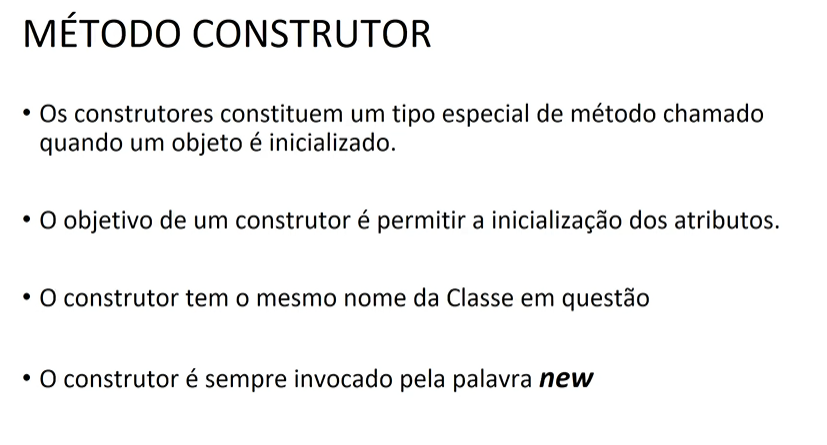 MÉTODO CONSTRUTOR
• Os construtores constituem um tipo especial de método chamado
quando um objeto é inicializado.
• O objetivo de um construtor é permitir a inicialização dos atributos.
• O construtor tem o mesmo nome da Classe em questão
• O construtor é sempre invocado pela palavra new